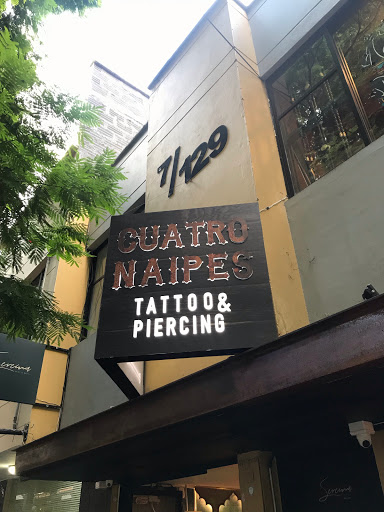 7/129
CUATRO
NAIPES
TATTOO&
PIERCING